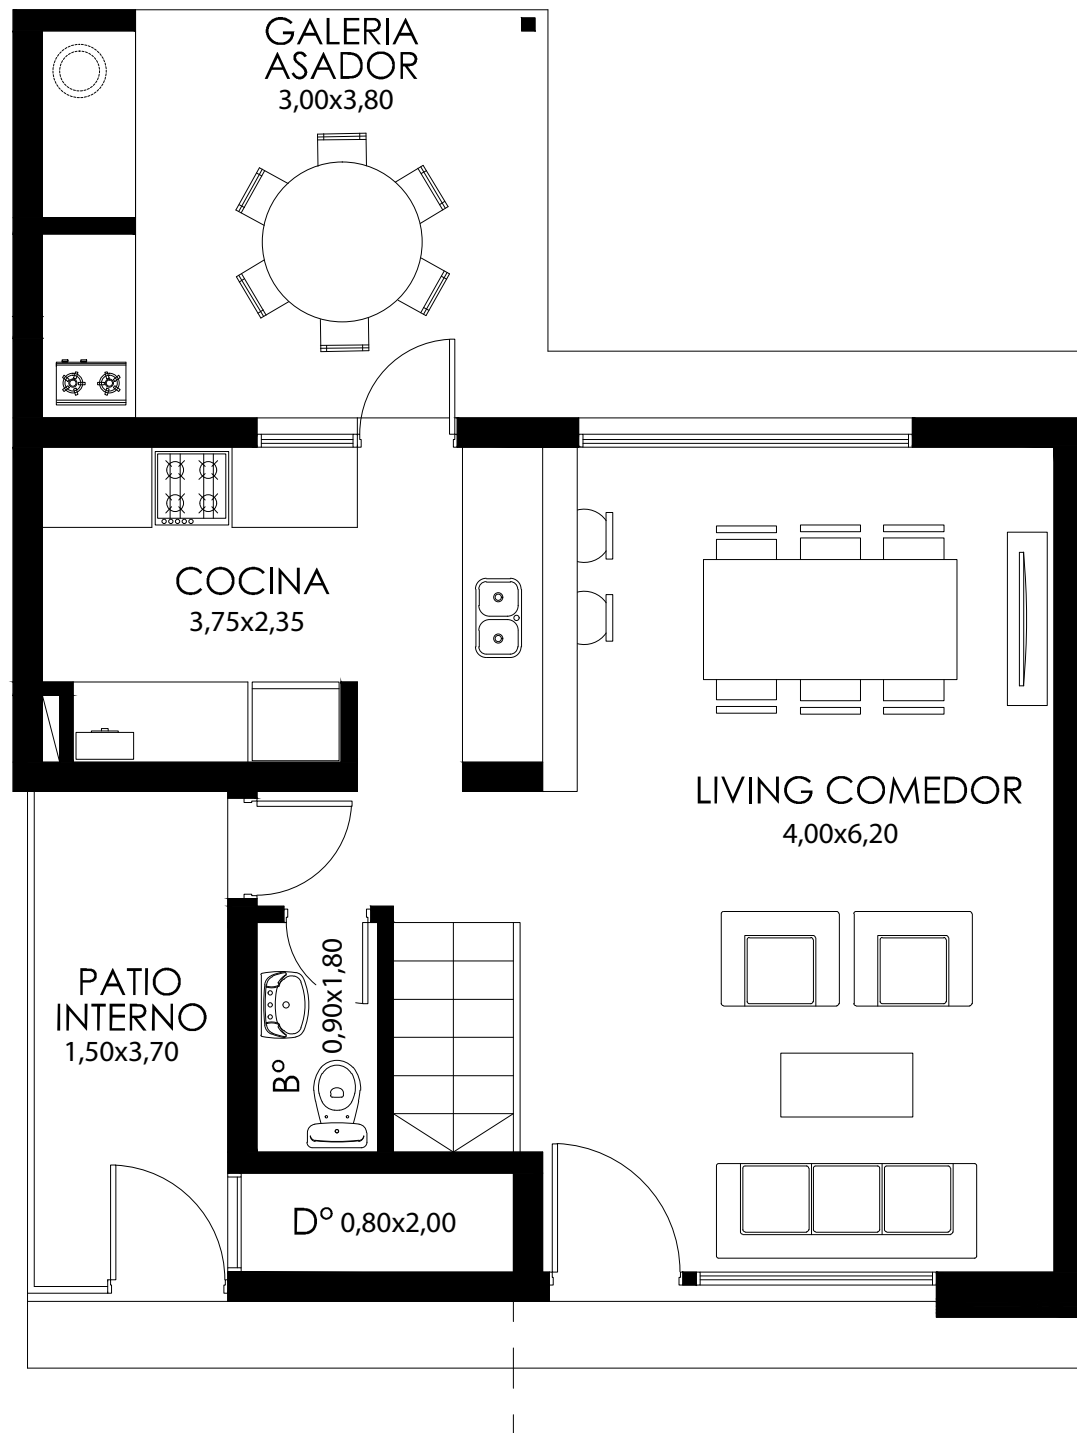 GALERIA
ASADOR
3,00x3,80
COCINA
3,75x2,35
LIVING COMEDOR
4,00x6,20
PATIO
INTERNO
1,50x3,70
Bº
0,90x1,80
Dº 0,80x2,00